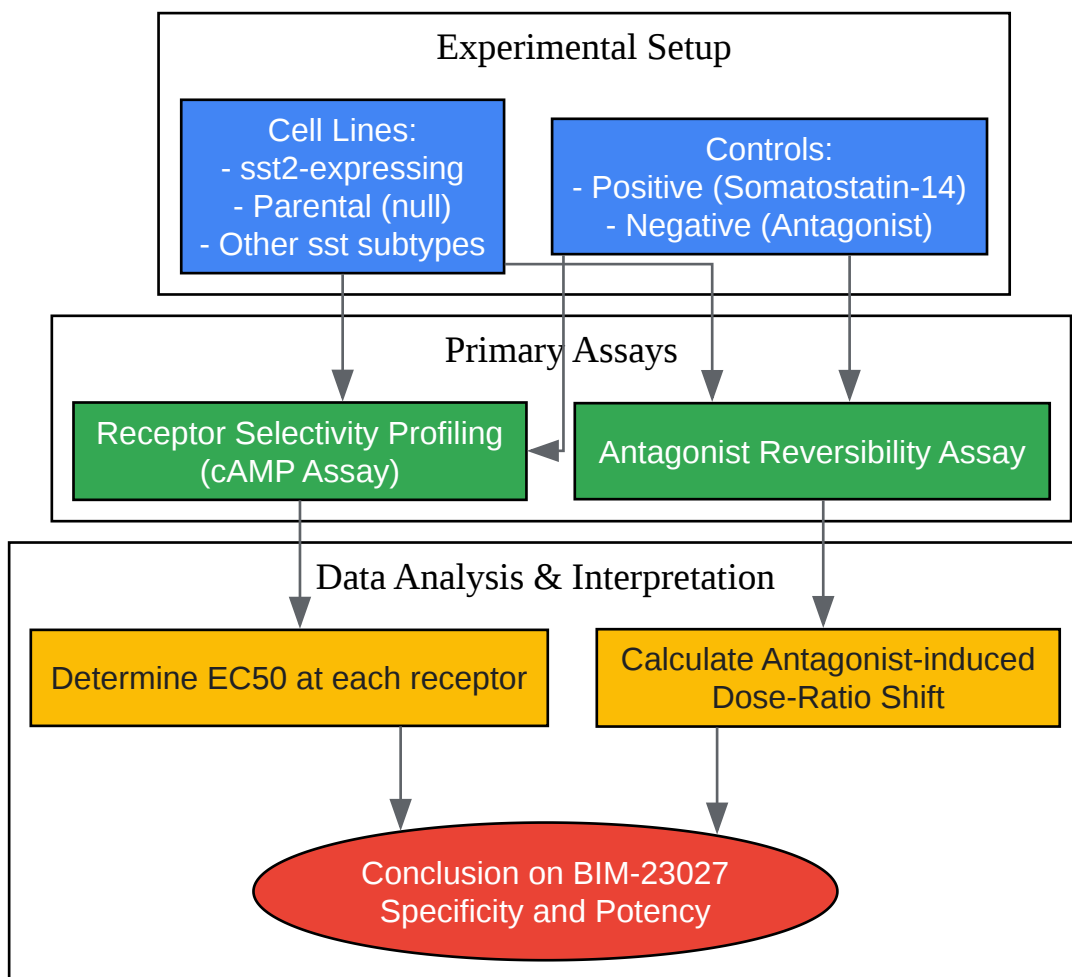 Experimental Setup
Cell Lines:
- sst2-expressing
- Parental (null)
- Other sst subtypes
Controls:
- Positive (Somatostatin-14)
- Negative (Antagonist)
Primary Assays
Receptor Selectivity Profiling
(cAMP Assay)
Antagonist Reversibility Assay
Data Analysis & Interpretation
Determine EC50 at each receptor
Calculate Antagonist-induced
Dose-Ratio Shift
Conclusion on BIM-23027
Specificity and Potency